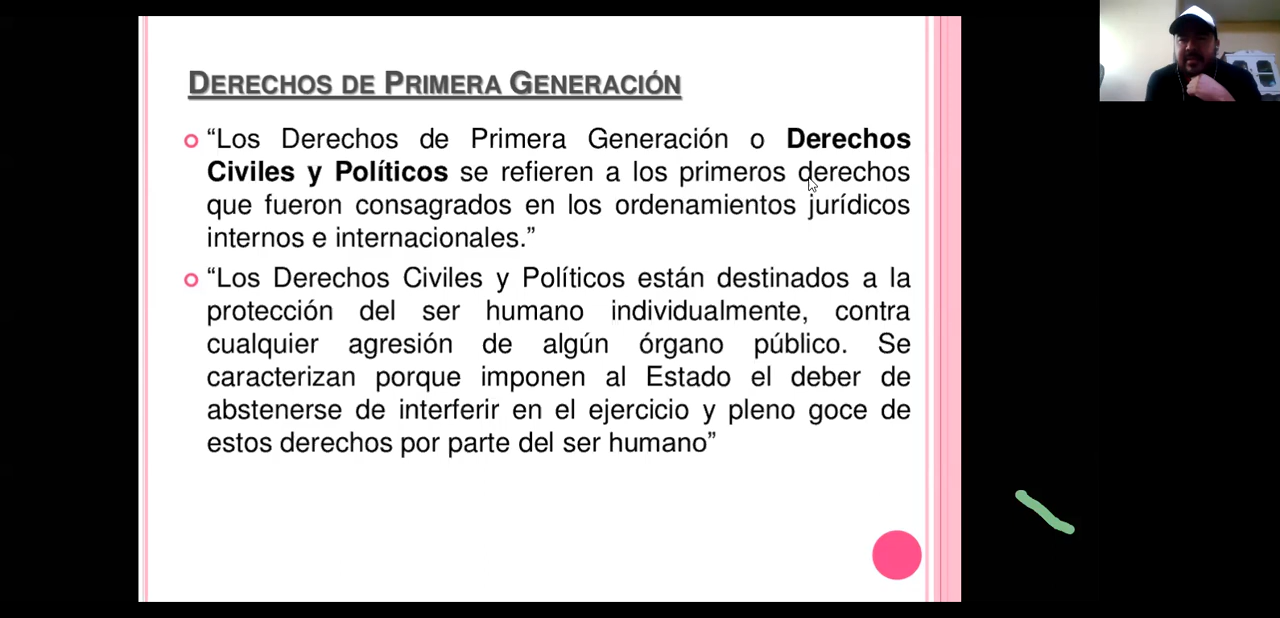 DERECHOS DE PRIMERA GENERACIÓN
“Los Derechos de Primera Generación o Derechos
Civiles y Políticos se refieren a los primeros derechos
que fueron consagrados en los ordenamientos jurídicos
internos e internacionales.”
“Los Derechos Civiles y Políticos están destinados a la
protección del ser humano individualmente, contra
cualquier agresión de algún órgano público. Se
caracterizan porque imponen al Estado el deber de
abstenerse de interferir en el ejercicio y pleno goce de
estos derechos por parte del ser humano”